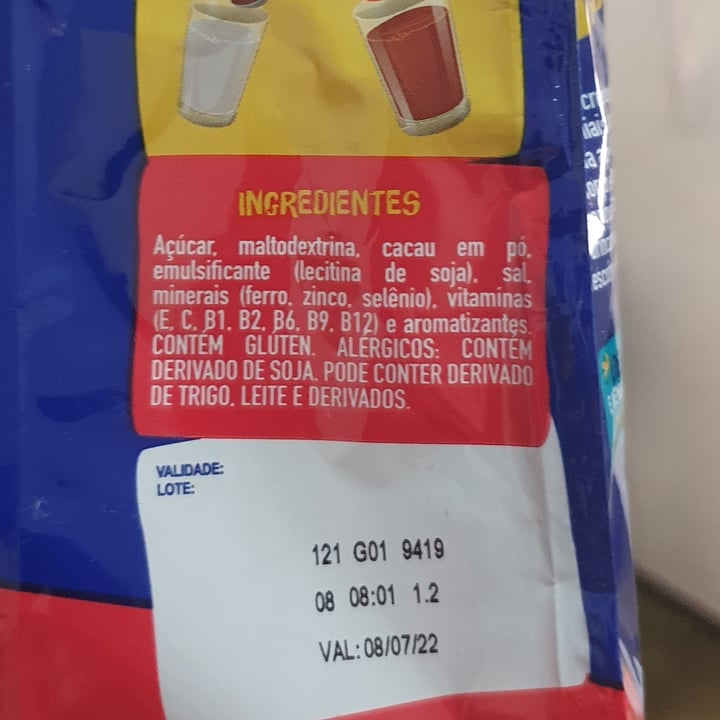 INGREDIENTES
Açúcar, maltodextrina, cacau em pó,
emulsificante (lecitina de soja), sal,
minerais (ferro, zinco, selênio), vitaminas
(E, C, B1, B2, B6, B9, B12) e aromatizantes.
CONTÉM GLÚTEN. ALÉRGICOS: CONTÉM
DERIVADO DE SOJA. PODE CONTER DERIVADO
DE TRIGO, LEITE E DERIVADOS.
VALIDADE:
LOTE:
121 G01 9419
08 08:01 1.2
VAL: 08/07/22